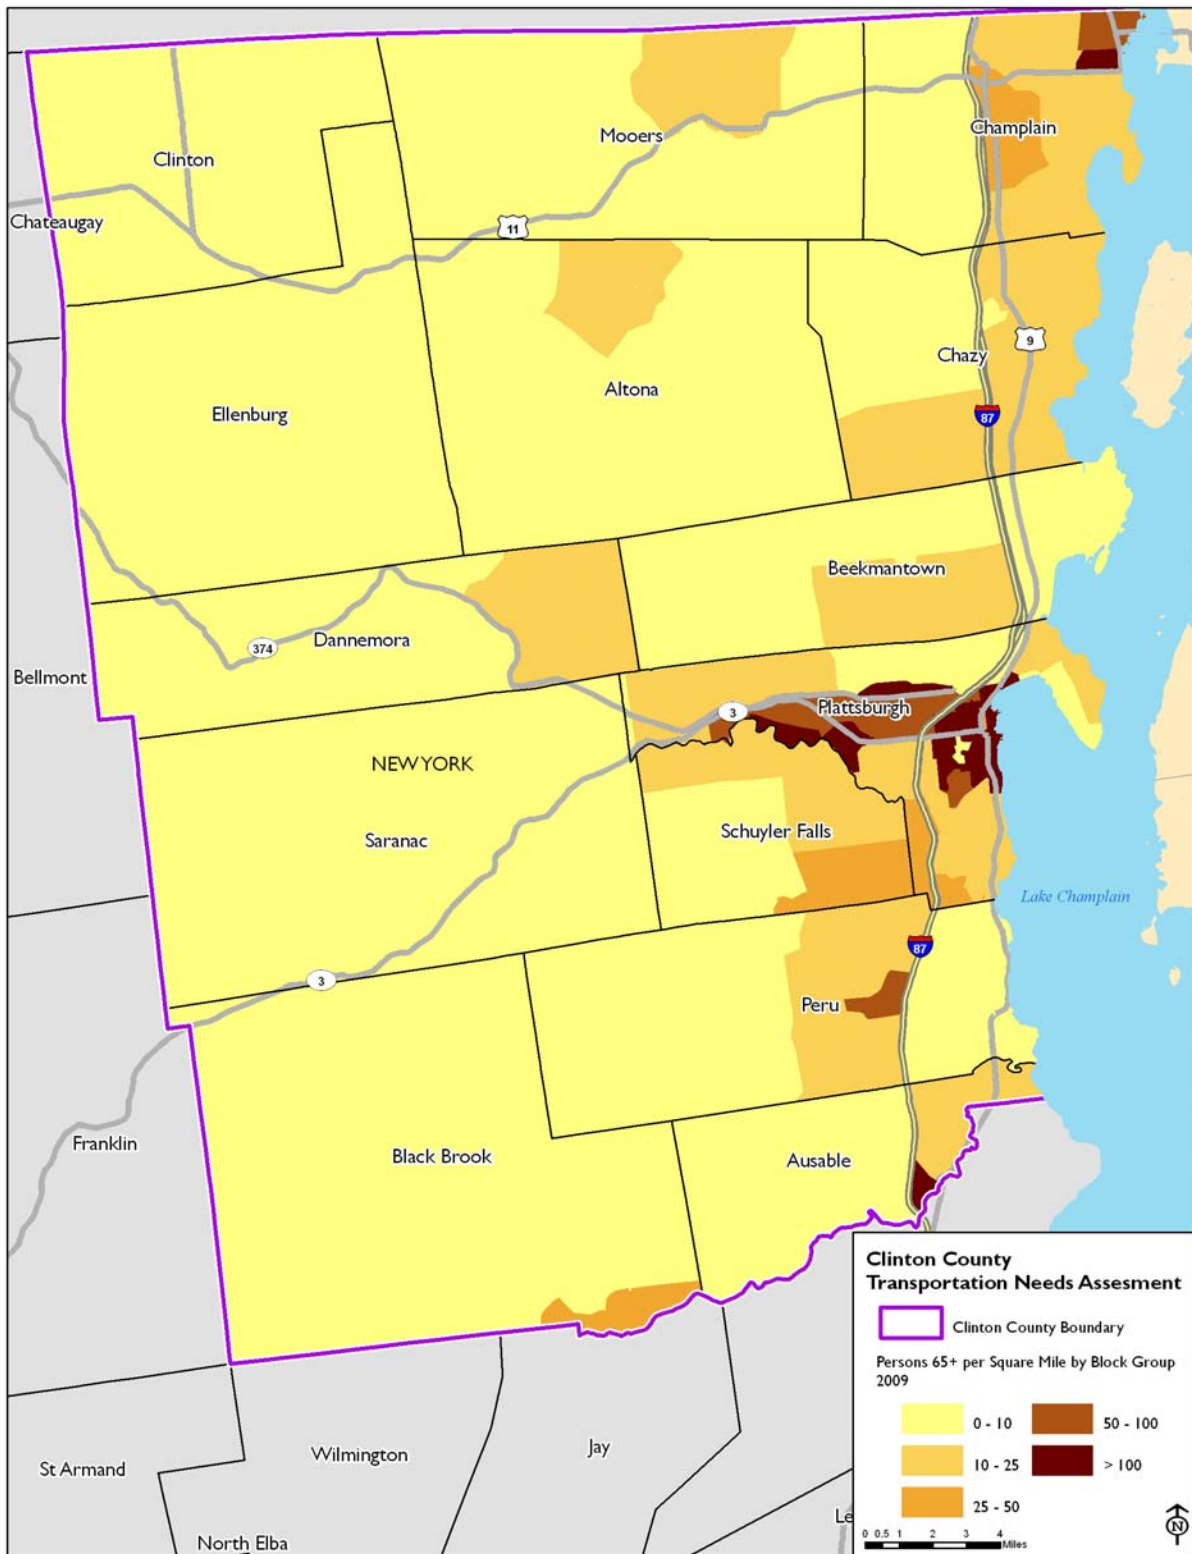 Clinton
Mooers
Champlain
Chateaugay
11
9
Chazy
Altona
Ellenburg
87
Beekmantown
Dannemora
374
Bellmont
3
Plattsburgh
NEW YORK
Saranac
Schuyler Falls
Lake Champlain
87
3
Peru
Franklin
Black Brook
Ausable
Clinton County
Transportation Needs Assesment
Clinton County Boundary
Persons 65+ per Square Mile by Block Group
2009
0 - 10
50 - 100
10 - 25
> 100
25 - 50
St Armand
Wilmington
Jay
North Elba
Le
0 0.5 1 2 3 4
Miles
N